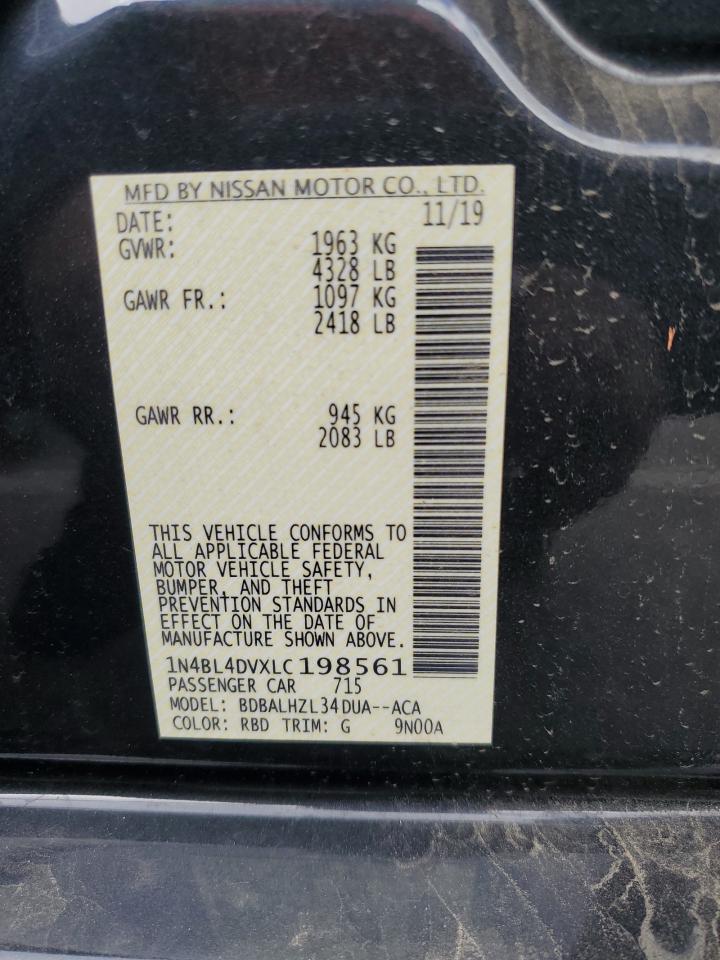 MFD BY NISSAN MOTOR CO., LTD.
DATE: 11/19
GVWR: 1963 KG
4328 LB
GAWR FR.: 1097 KG
2418 LB
GAWR RR.: 945 KG
2083 LB
THIS VEHICLE CONFORMS TO
ALL APPLICABLE FEDERAL
MOTOR VEHICLE SAFETY,
BUMPER, AND THEFT
PREVENTION STANDARDS IN
EFFECT ON THE DATE OF
MANUFACTURE SHOWN ABOVE.
1N4BL4DVXLC198561
PASSENGER CAR 715
MODEL: BDBALHZL34DUA--ACA
COLOR: RBD TRIM: G 9N00A